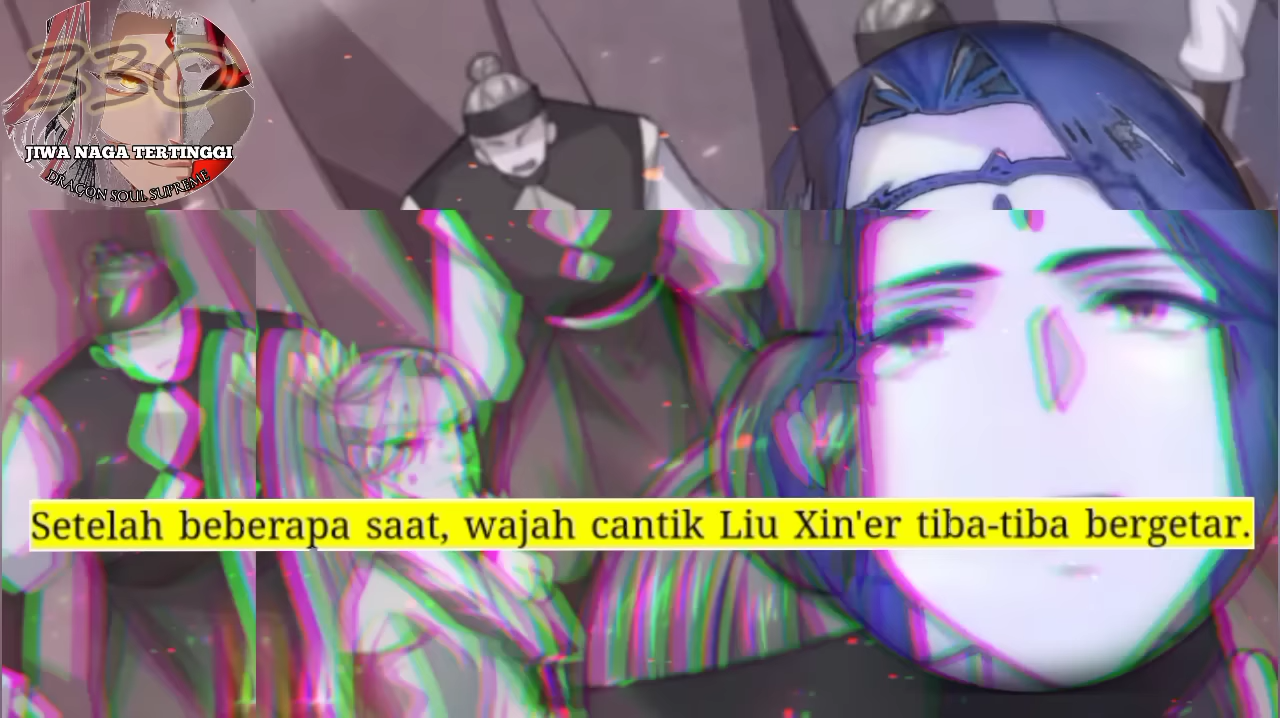 330
JIWA NAGA TERTINGGI
DRAGON SOUL SUPREME
Setelah beberapa saat, wajah cantik Liu Xin'er tiba-tiba bergetar.